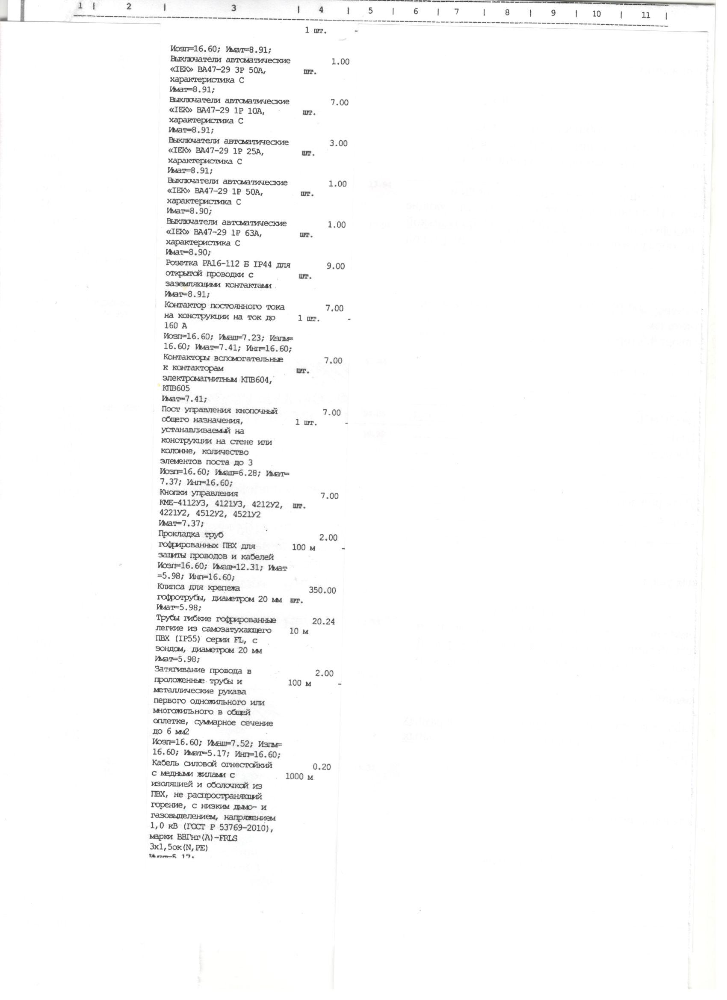 1 | 2 | 3 | 4 | 5 | 6 | 7 | 8 | 9 | 10 | 11 |
1 шт. -
Иозп=16.60; Имат=8.91;
Выключатели автоматические 1.00
«IEK» ВА47-29 3Р 50А, шт.
характеристика С
Имат=8.91;
Выключатели автоматические 7.00
«IEK» ВА47-29 1Р 10А, шт.
характеристика С
Имат=8.91;
Выключатели автоматические 3.00
«IEK» ВА47-29 1Р 25А, шт.
характеристика С
Имат=8.91;
Выключатели автоматические 1.00
«IEK» ВА47-29 1Р 50А, шт.
характеристика С
Имат=8.90;
Выключатели автоматические 1.00
«IEK» ВА47-29 1Р 63А, шт.
характеристика С
Имат=8.90;
Розетка РА16-112 Б IP44 для 9.00
открытой проводки с шт.
заземляющими контактами
Имат=8.91;
Контактор постоянного тока 7.00
на конструкции на ток до 1 шт. -
160 А
Иозп=16.60; Имаш=7.23; Изпм=
16.60; Имат=7.41; Инп=16.60;
Контакторы вспомогательные 7.00
к контакторам шт.
электромагнитным КПВ604,
КПВ605
Имат=7.41;
Пост управления кнопочный 7.00
общего назначения, 1 шт. -
устанавливаемый на
конструкции на стене или
колонне, количество
элементов поста до 3
Иозп=16.60; Имаш=6.28; Имат=
7.37; Инп=16.60;
Кнопки управления 7.00
КМЕ-4112У3, 4121У3, 4212У2, шт.
4221У2, 4512У2, 4521У2
Имат=7.37;
Прокладка труб 2.00
гофрированных ПВХ для 100 м -
защиты проводов и кабелей
Иозп=16.60; Имаш=12.31; Имат
=5.98; Инп=16.60;
Клипса для крепежа 350.00
гофротрубы, диаметром 20 мм шт.
Имат=5.98;
Трубы гибкие гофрированные 20.24
легкие из самозатухающего 10 м
ПВХ (IP55) серии FL, с
зондом, диаметром 20 мм
Имат=5.98;
Затягивание провода в 2.00
проложенные трубы и 100 м -
металлические рукава
первого одножильного или
многожильного в общей
оплетке, суммарное сечение
до 6 мм2
Иозп=16.60; Имаш=7.52; Изпм=
16.60; Имат=5.17; Инп=16.60;
Кабель силовой огнестойкий 0.20
с медными жилами с 1000 м
изоляцией и оболочкой из
ПВХ, не распространяющий
горение, с низким дымо- и
газовыделением, напряжением
1,0 кВ (ГОСТ Р 53769-2010),
марки ВВГнг(А)-FRLS
3х1,5ок(N,PE)